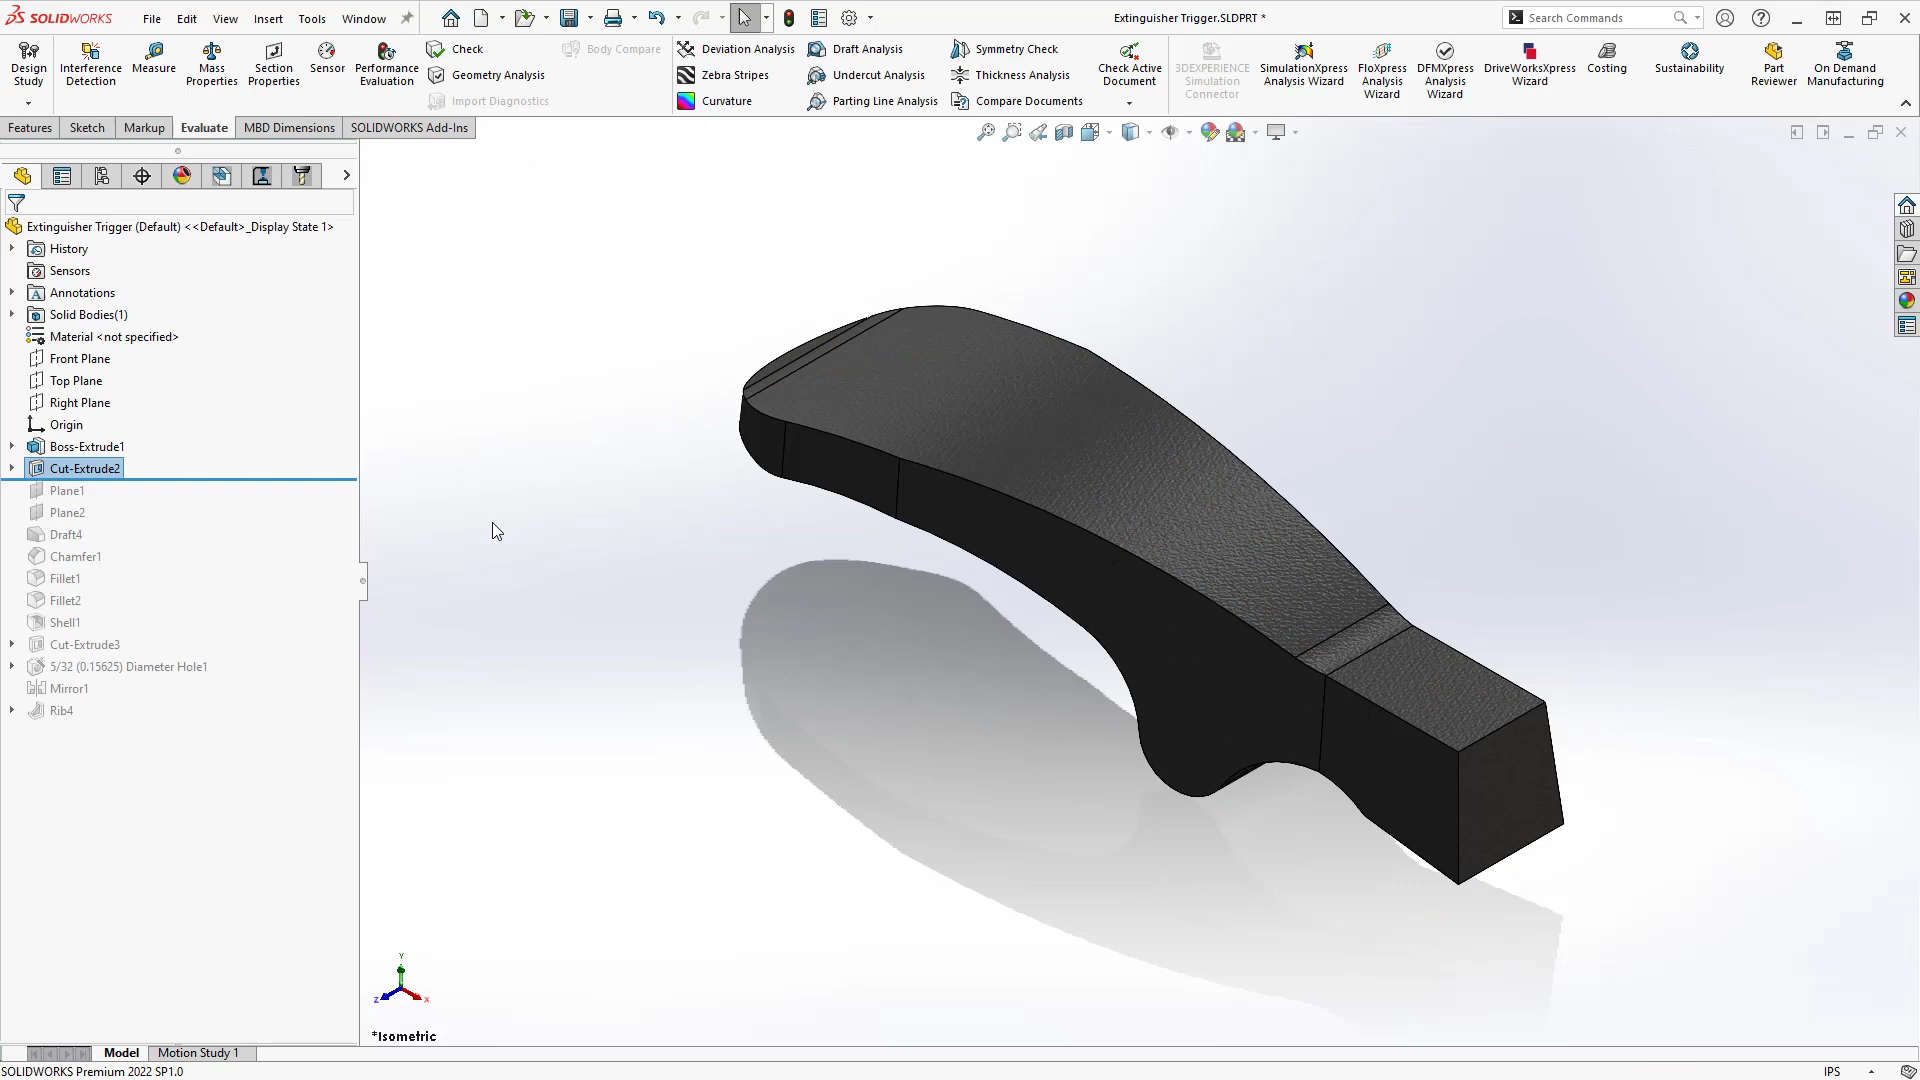 SOLIDWORKS File Edit View Insert Tools Window Extinguisher Trigger.SLDPRT * Search Commands
Design Study
Interference Detection
Measure
Mass Properties
Section Properties
Sensor
Performance Evaluation
Check
Geometry Analysis
Import Diagnostics
Body Compare
Deviation Analysis
Zebra Stripes
Curvature
Draft Analysis
Undercut Analysis
Parting Line Analysis
Symmetry Check
Thickness Analysis
Compare Documents
Check Active Document
3DEXPERIENCE Simulation Connector
SimulationXpress Analysis Wizard
FloXpress Analysis Wizard
DFMXpress Analysis Wizard
DriveWorksXpress Wizard
Costing
Sustainability
Part Reviewer
On Demand Manufacturing
Features Sketch Markup Evaluate MBD Dimensions SOLIDWORKS Add-Ins
Extinguisher Trigger (Default) <<Default>_Display State 1>
History
Sensors
Annotations
Solid Bodies(1)
Material <not specified>
Front Plane
Top Plane
Right Plane
Origin
Boss-Extrude1
Cut-Extrude2
Plane1
Plane2
Draft4
Chamfer1
Fillet1
Fillet2
Shell1
Cut-Extrude3
5/32 (0.15625) Diameter Hole1
Mirror1
Rib4
Y
Z X
*Isometric
Model Motion Study 1
SOLIDWORKS Premium 2022 SP1.0 IPS